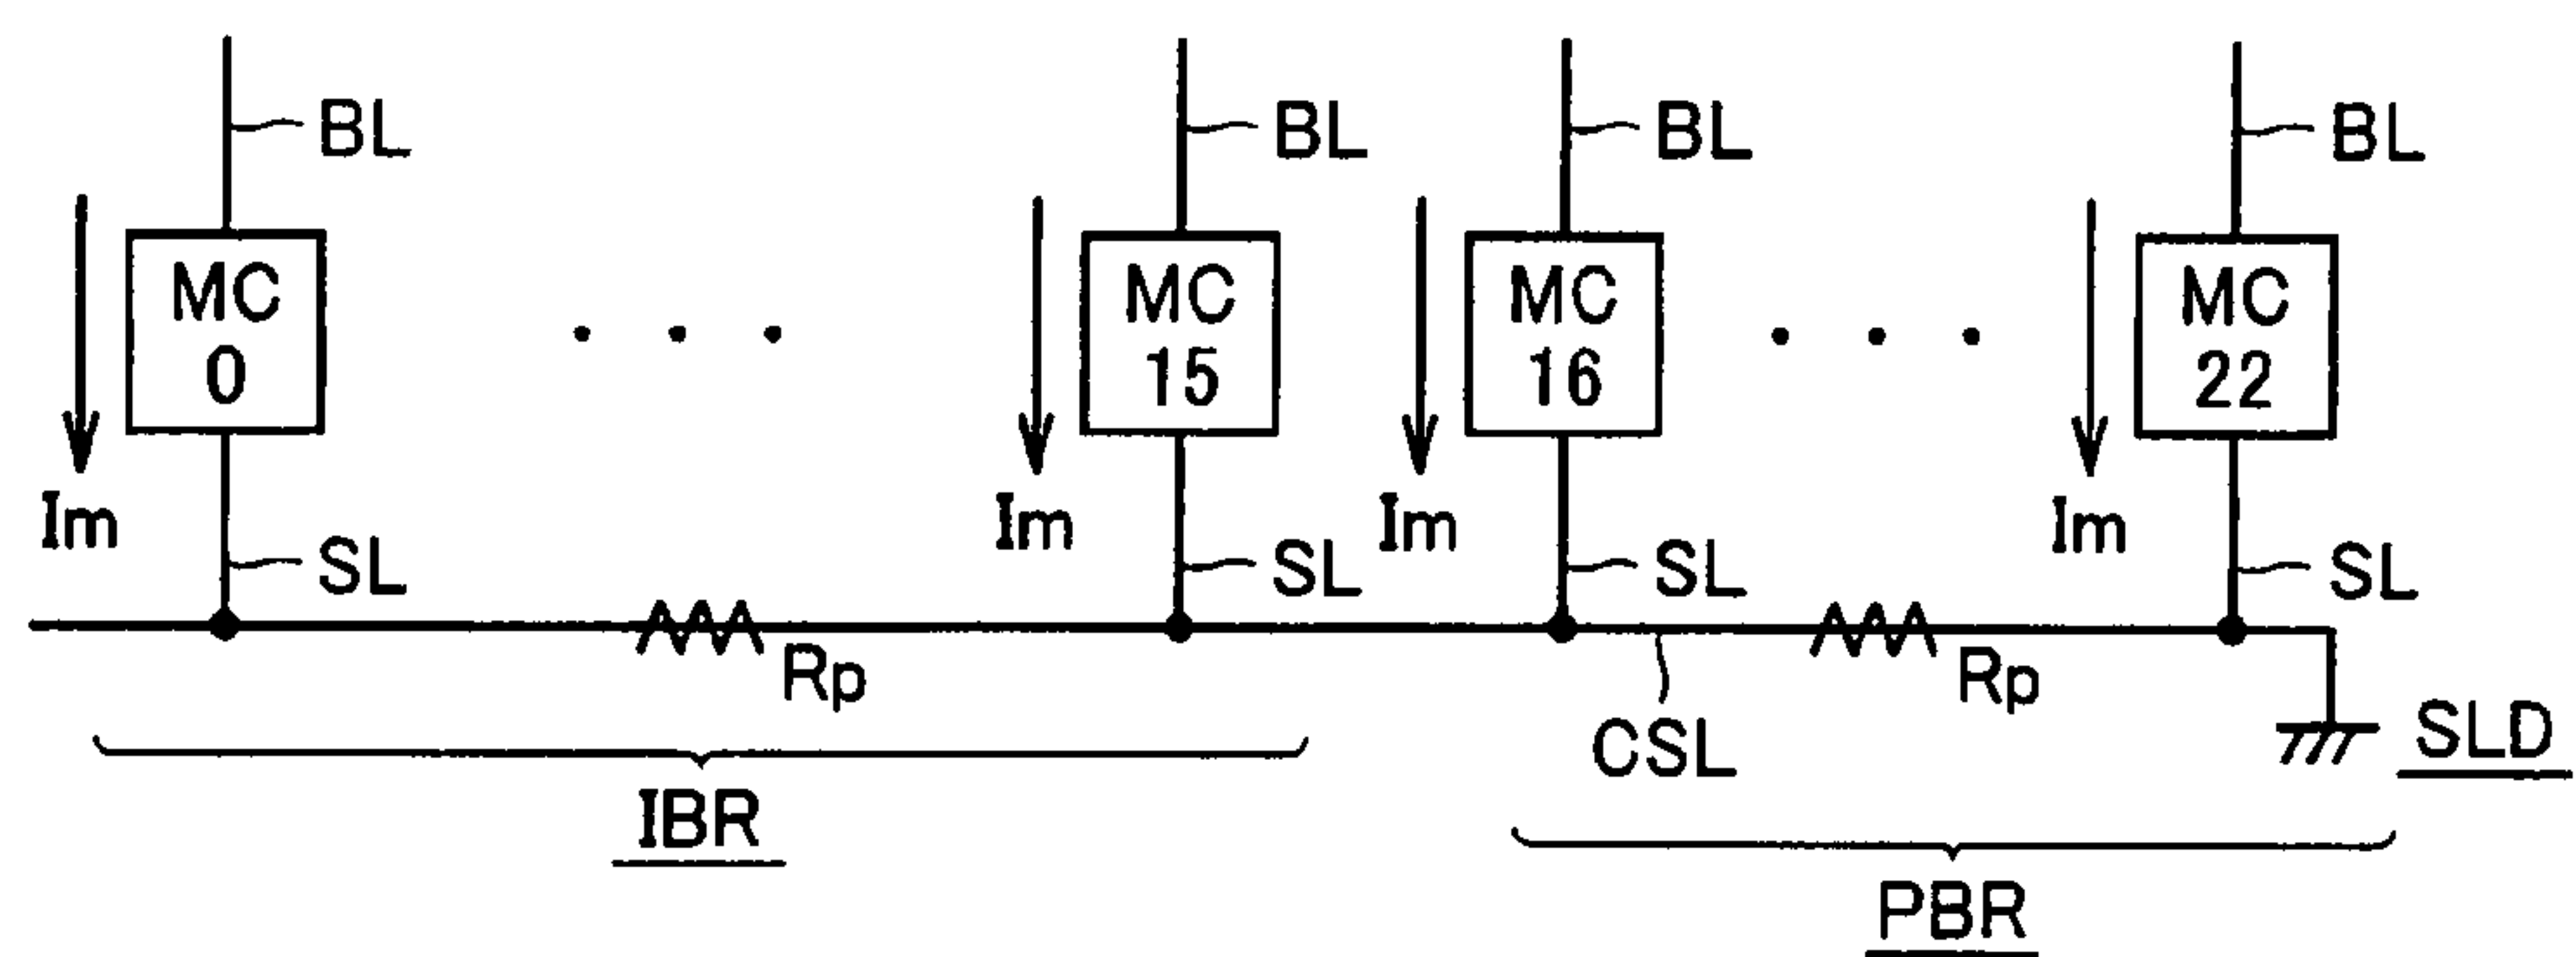 BL BL BL BL
MC 0
MC 15
MC 16
MC 22
Im Im Im Im
SL SL SL SL
Rp Rp
CSL
SLD
IBR
PBR